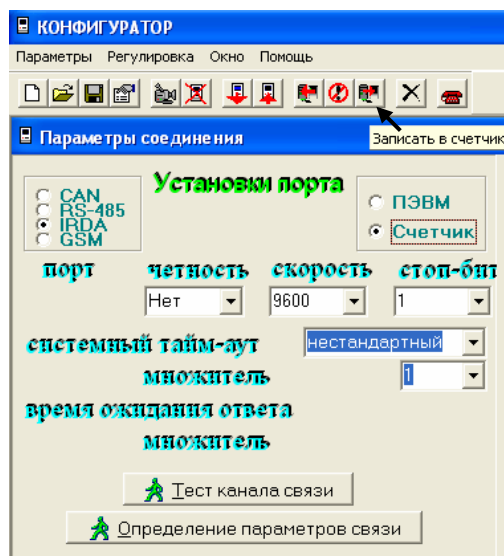 КОНФИГУРАТОР
Параметры Регулировка Окно Помощь
Параметры соединения
Записать в счетчик
Установки порта
CAN
RS-485
IRDA
GSM
ПЭВМ
Счетчик
порт четность скорость стоп-бит
Нет 9600 1
системный тайм-аут нестандартный
множитель 1
время ожидания ответа
множитель
Тест канала связи
Определение параметров связи